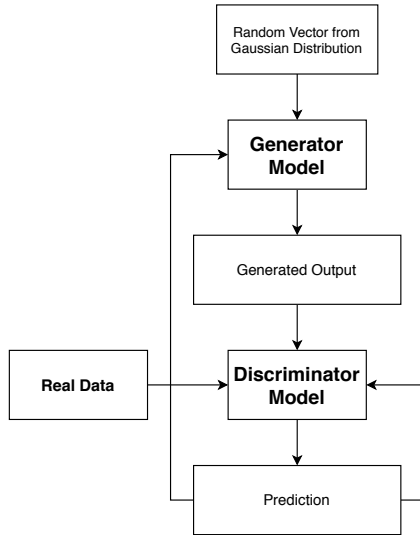 Random Vector from
Gaussian Distribution
Generator
Model
Generated Output
Real Data
Discriminator
Model
Prediction